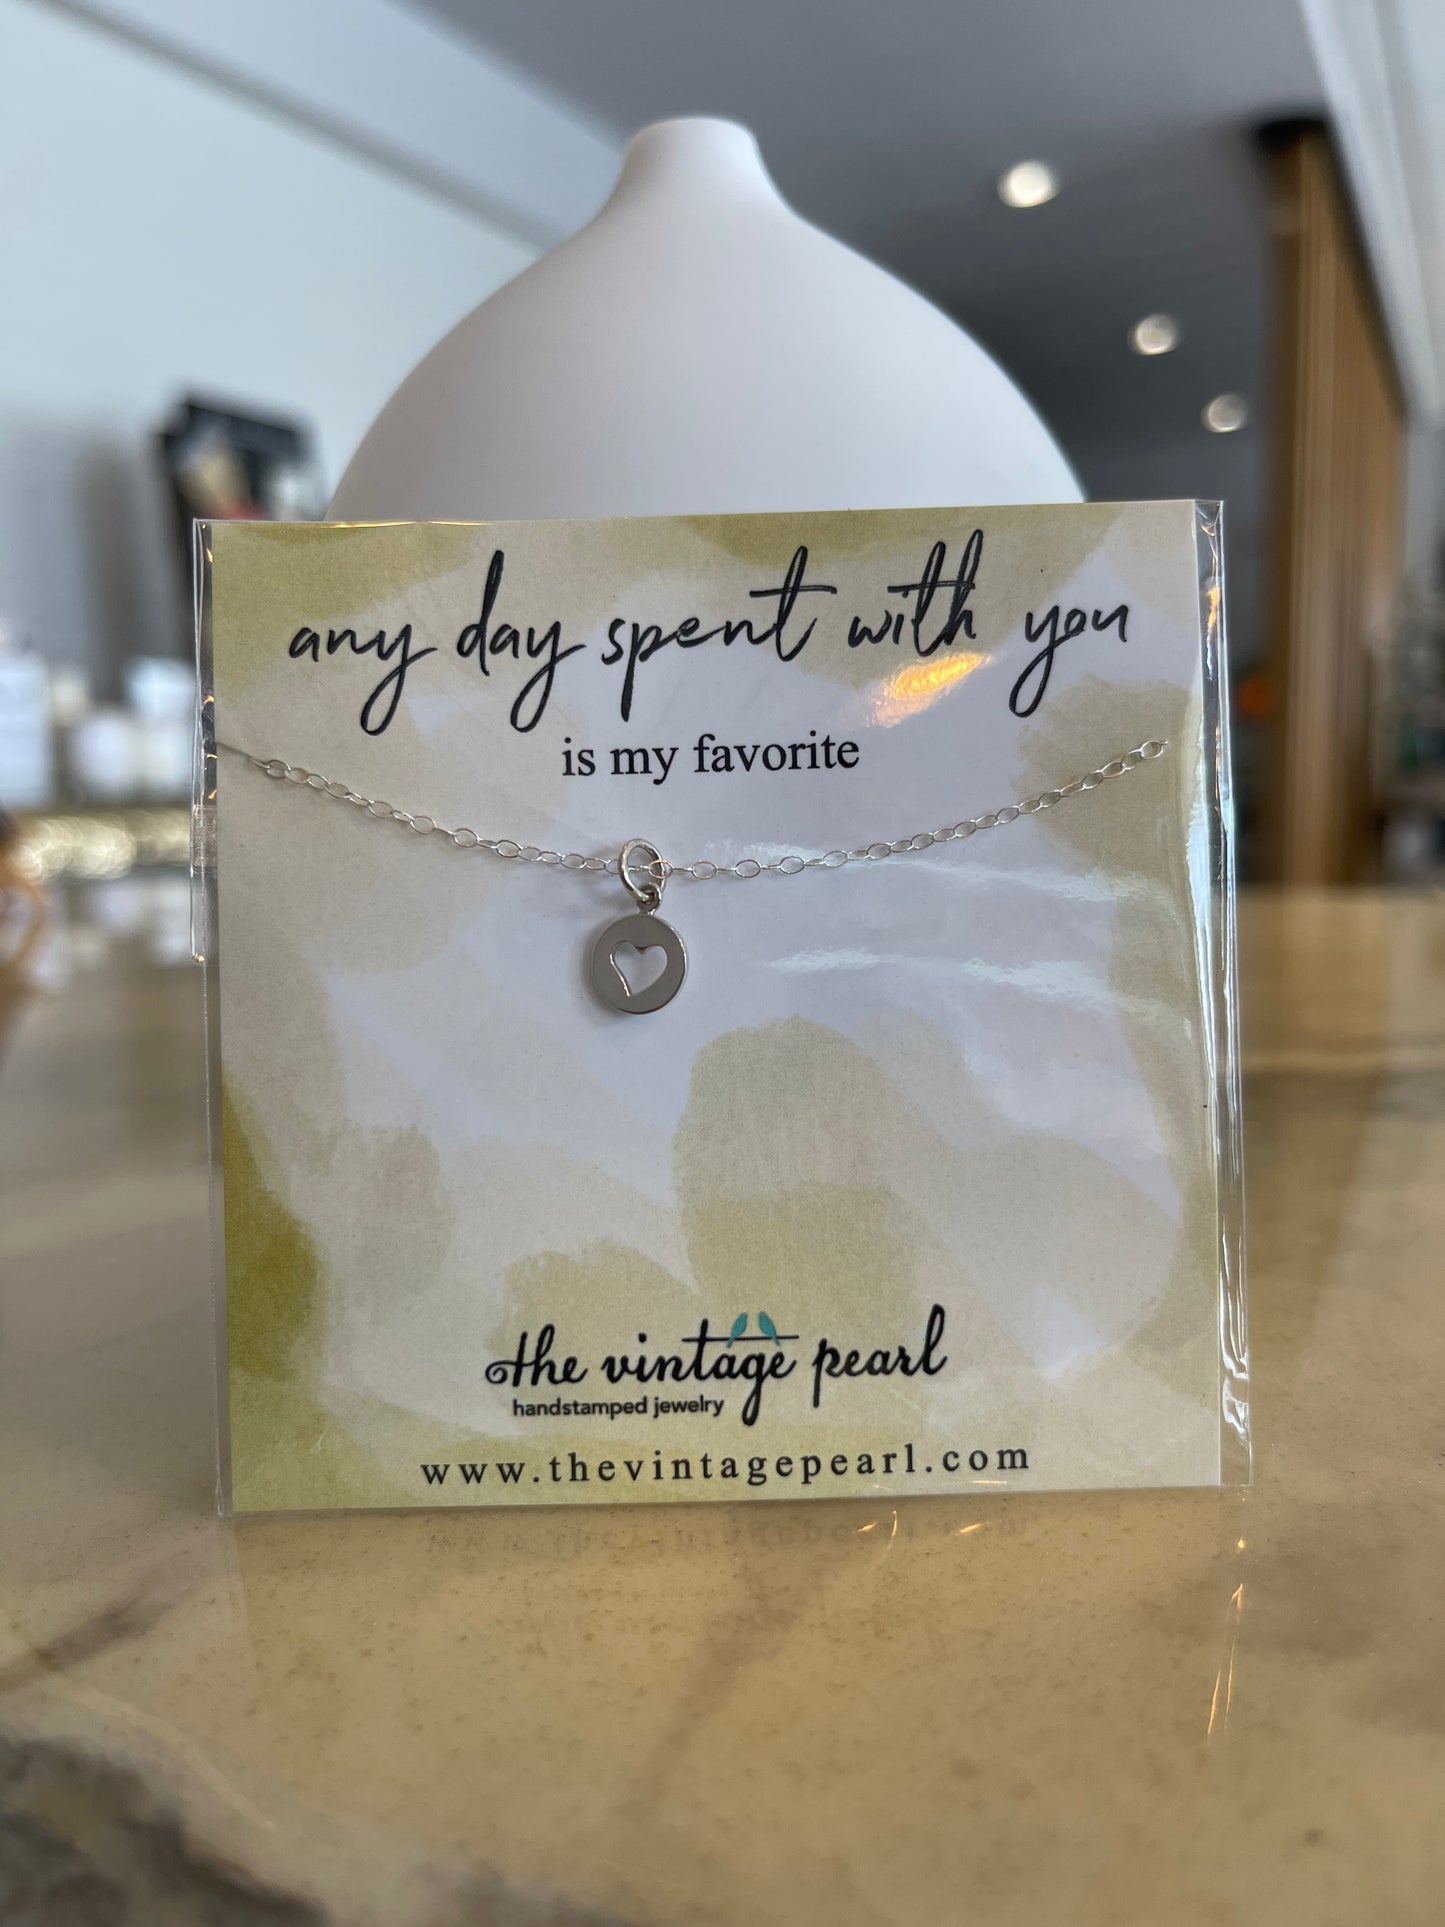 any day spent with you
is my favorite
the vintage pearl
handstamped jewelry
www.thevintagepearl.com